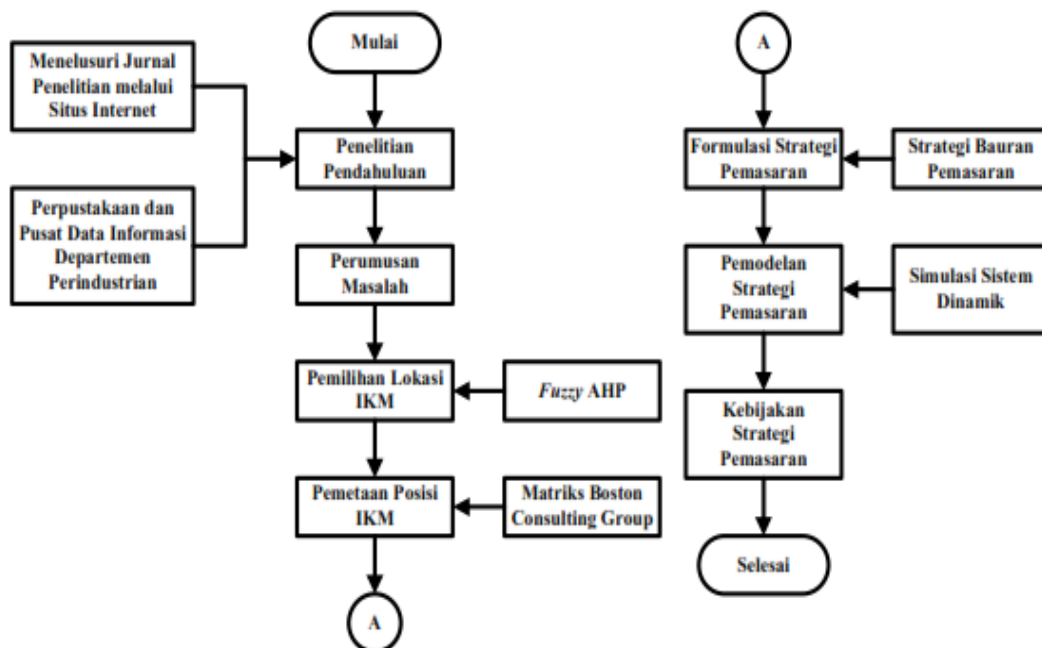 Mulai
Menelusuri Jurnal
Penelitian melalui
Situs Internet
Perpustakaan dan
Pusat Data Informasi
Departemen
Perindustrian
Penelitian
Pendahuluan
Perumusan
Masalah
Pemilihan Lokasi
IKM
Fuzzy AHP
Pemetaan Posisi
IKM
Matriks Boston
Consulting Group
A
A
Formulasi Strategi
Pemasaran
Strategi Bauran
Pemasaran
Pemodelan
Strategi
Pemasaran
Simulasi Sistem
Dinamik
Kebijakan
Strategi
Pemasaran
Selesai